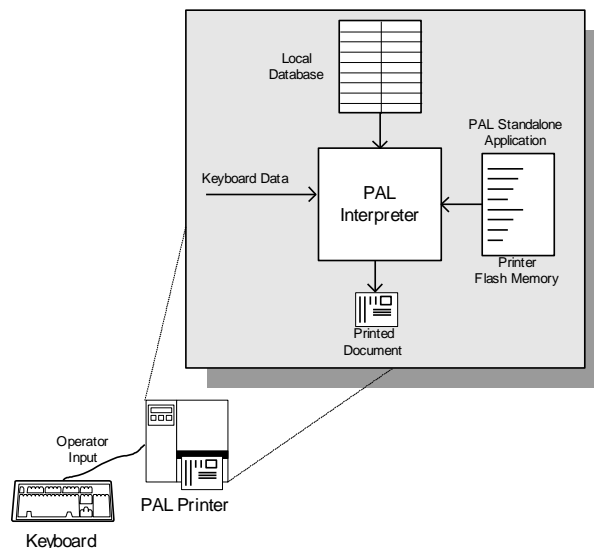 Local
Database
PAL Standalone
Application
Keyboard Data
PAL
Interpreter
Printer
Flash Memory
Printed
Document
Operator
Input
PAL Printer
Keyboard